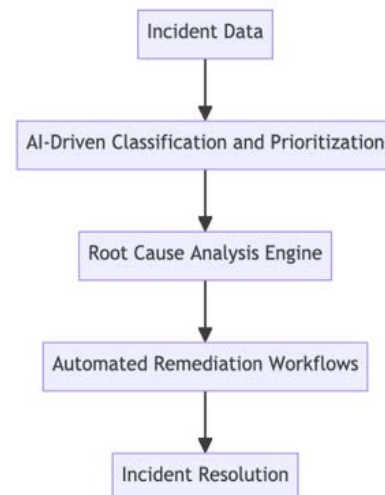 Incident Data
AI-Driven Classification and Prioritization
Root Cause Analysis Engine
Automated Remediation Workflows
Incident Resolution